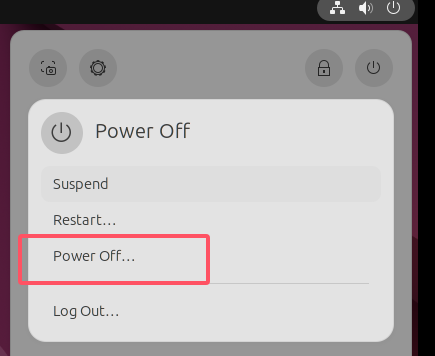 Power Off
Suspend
Restart...
Power Off...
Log Out...